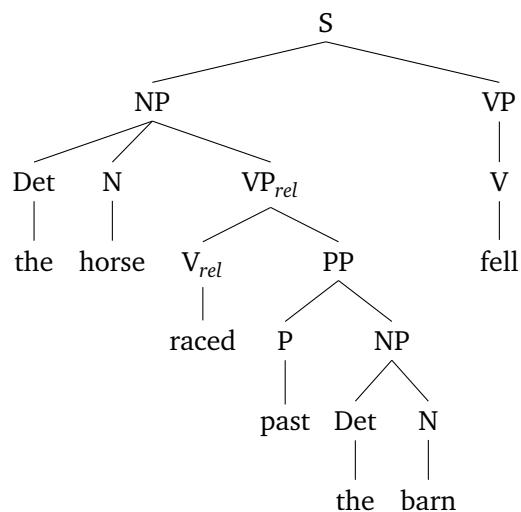 S
NP VP
Det N VP_rel V
the horse V_rel PP fell
raced P NP
past Det N
the barn